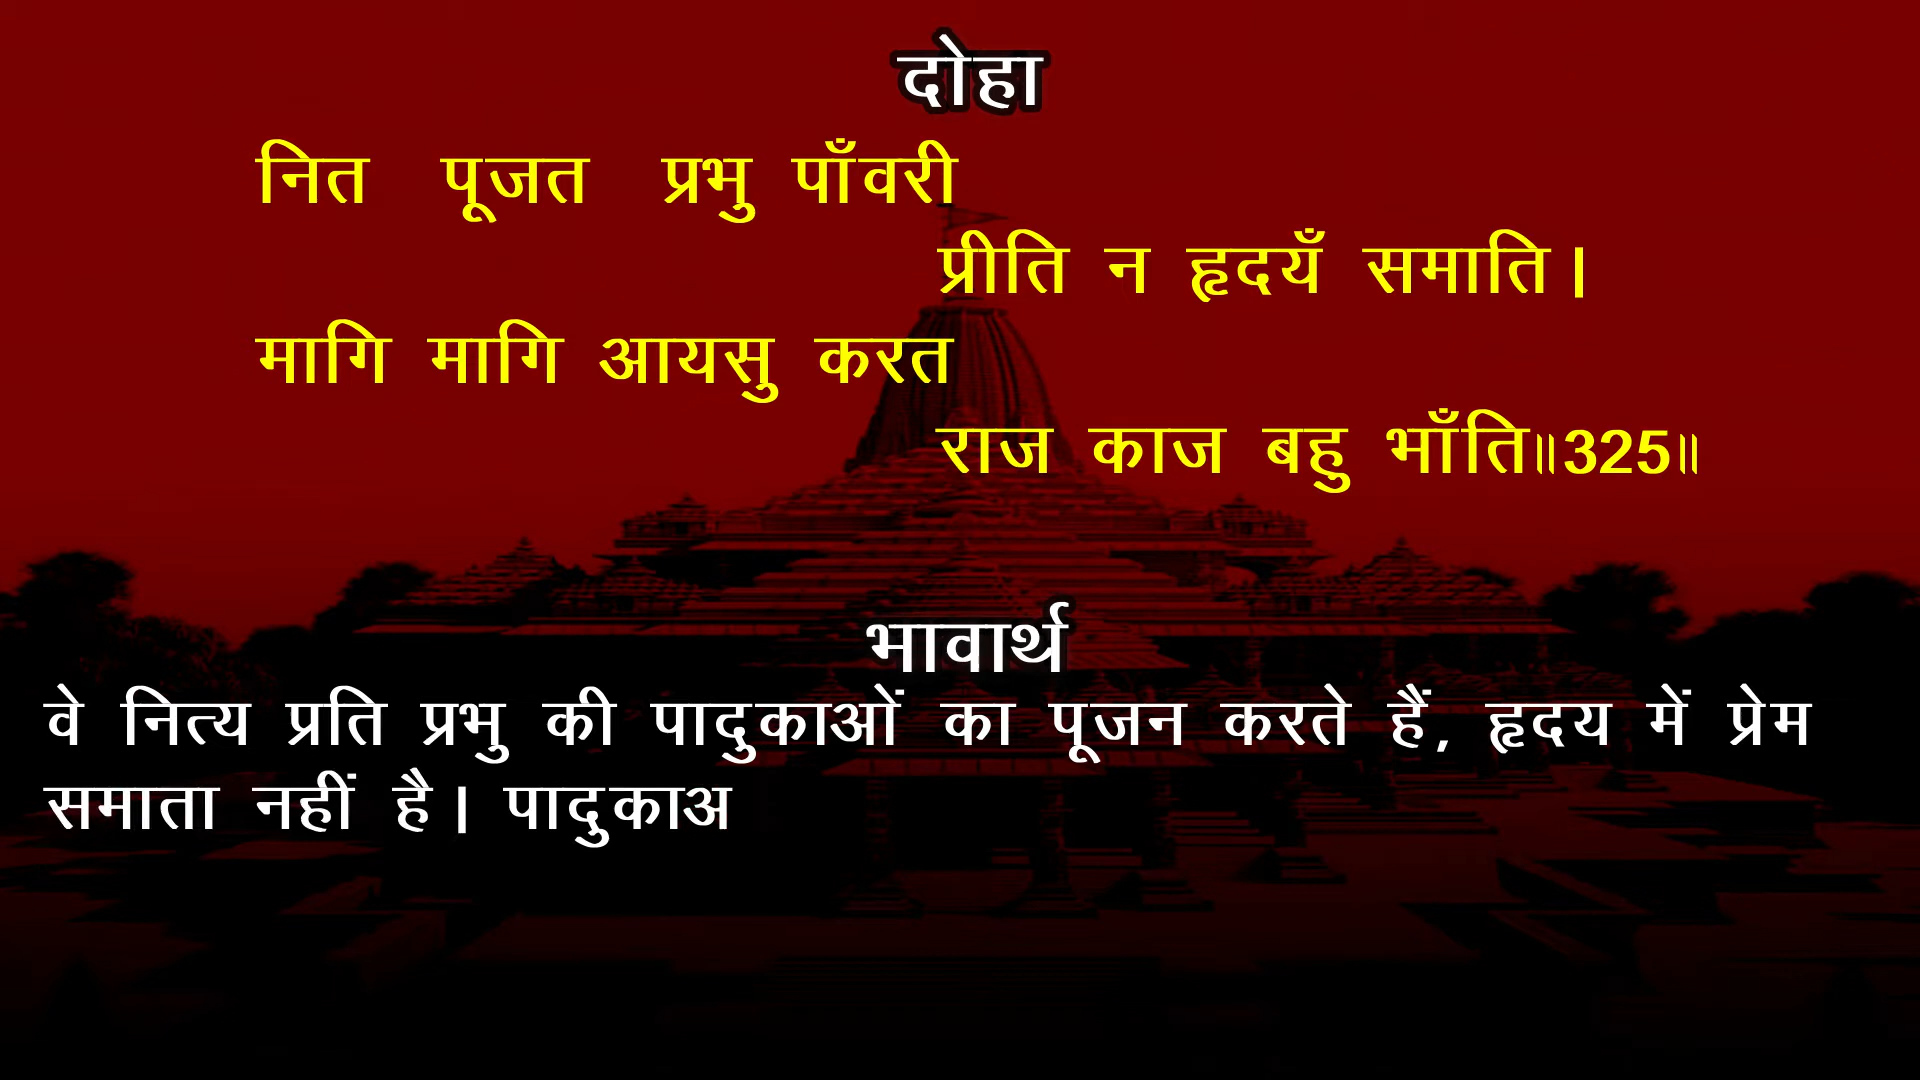 दोहा
नित पूजत प्रभु पाँवरी
प्रीति न हृदयँ समाति।
मागि मागि आयसु करत
राज काज बहु भाँति॥325॥
भावार्थ
वे नित्य प्रति प्रभु की पादुकाओं का पूजन करते हैं, हृदय में प्रेम
समाता नहीं है। पादुकाअ